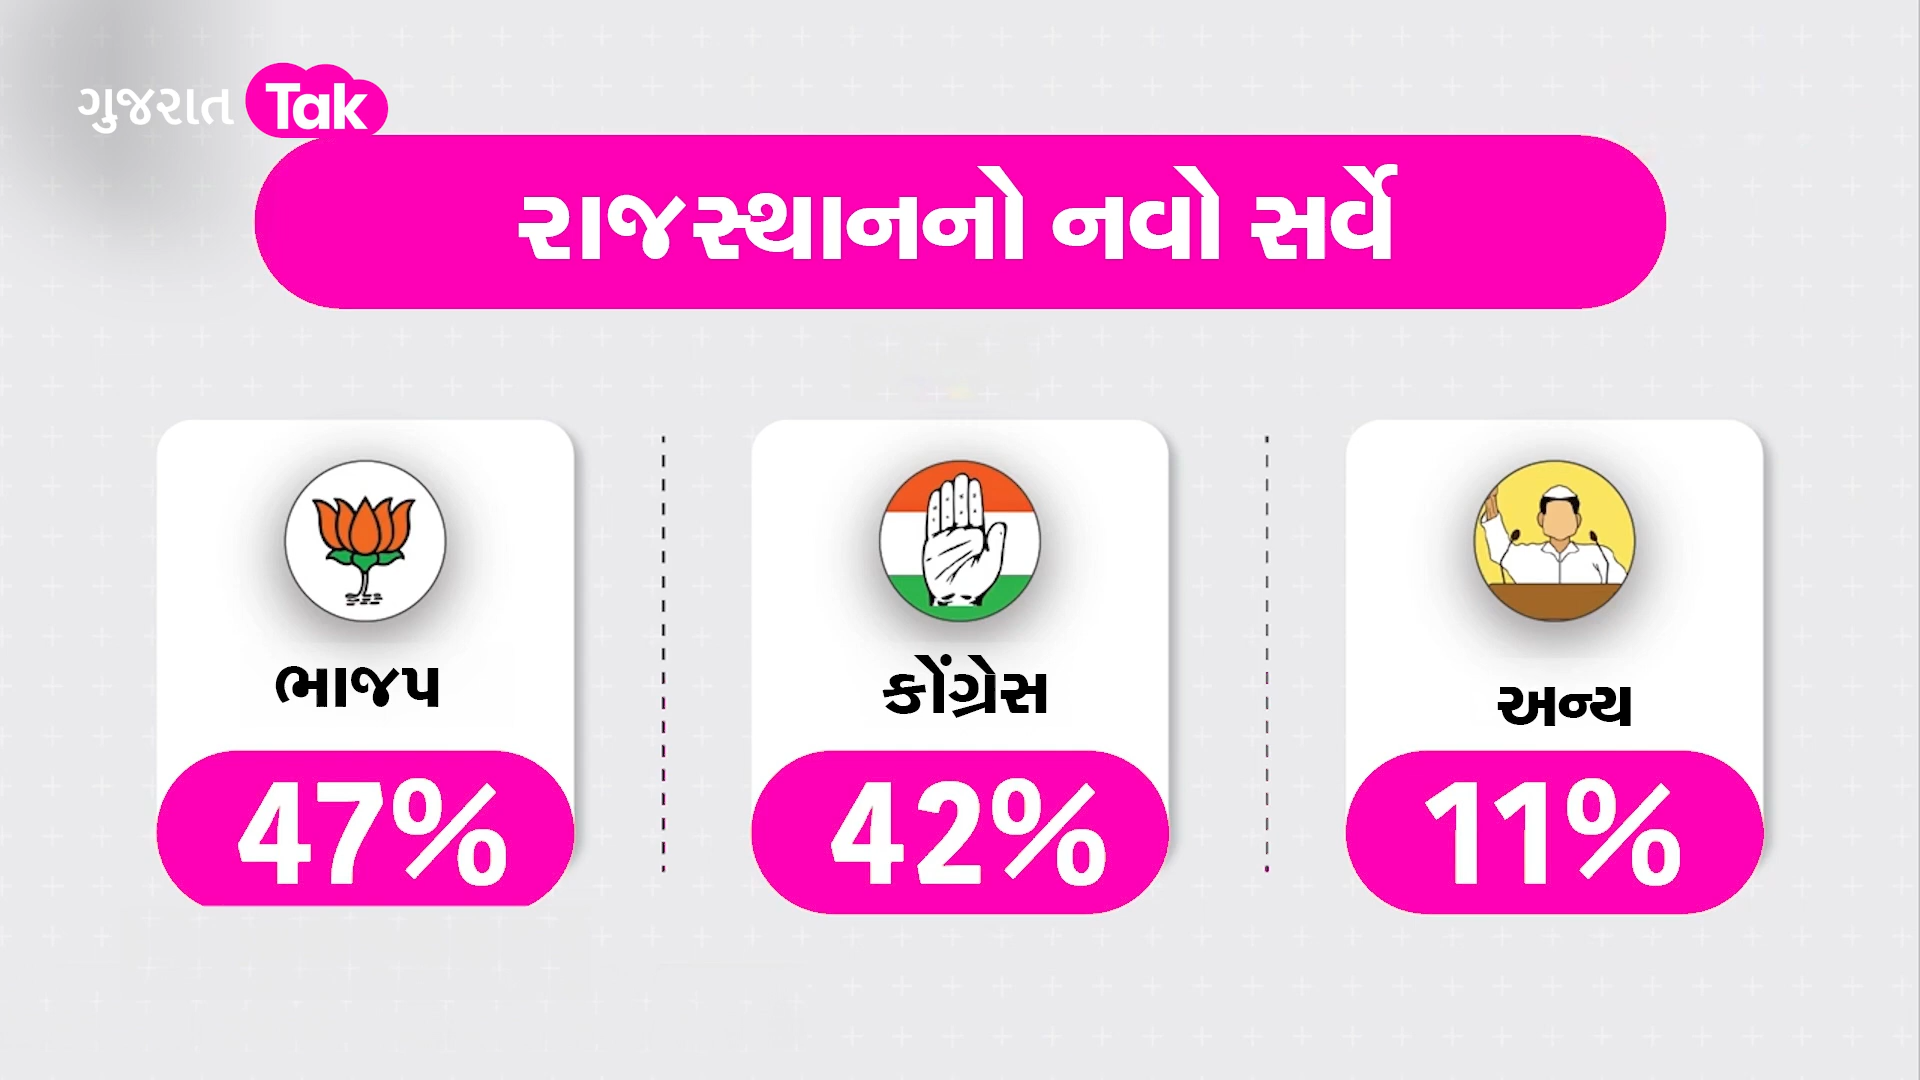 ગુજરાત Tak
રાજસ્થાનનો નવો સર્વે
ભાજપ
47%
કોંગ્રેસ
42%
અન્ય
11%